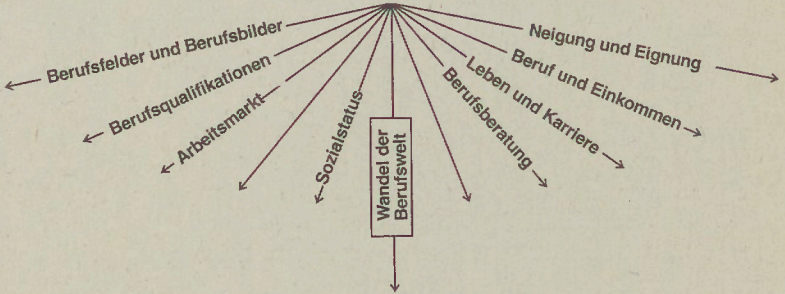 Berufsfelder und Berufsbilder
Berufsqualifikationen
Arbeitsmarkt
Sozialstatus
Wandel der
Berufswelt
Berufsberatung
Leben und Karriere
Beruf und Einkommen
Neigung und Eignung